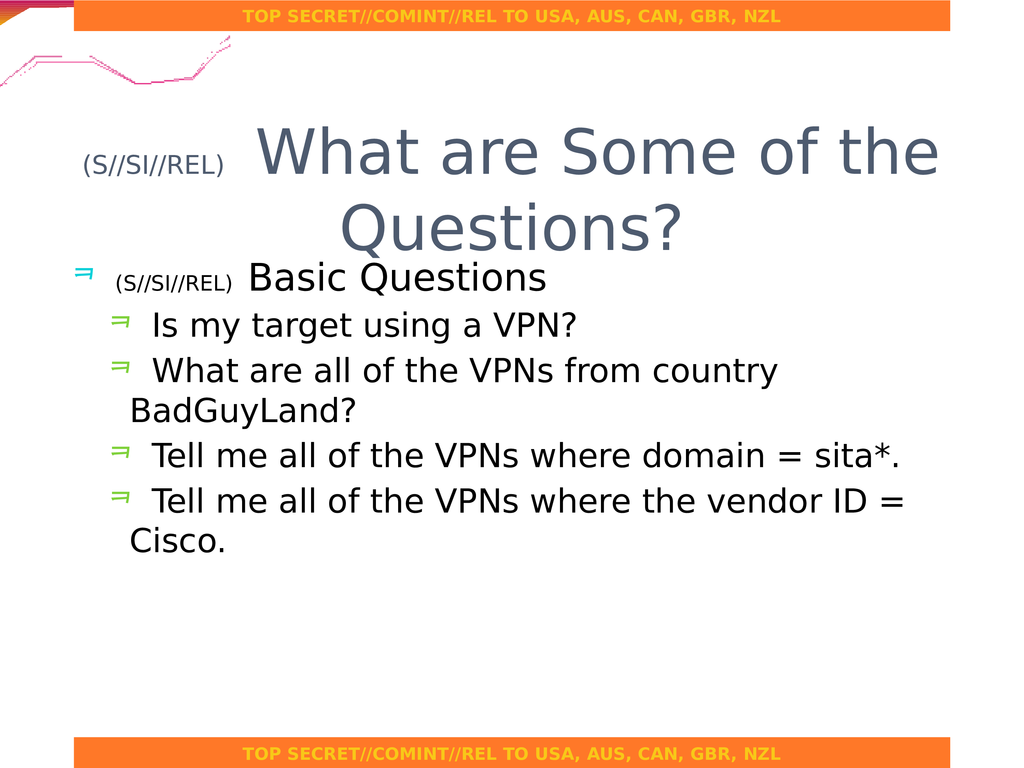 TOP SECRET//COMINT//REL TO USA, AUS, CAN, GBR, NZL
(S//SI//REL) What are Some of the
Questions?
(S//SI//REL) Basic Questions
Is my target using a VPN?
What are all of the VPNs from country
BadGuyLand?
Tell me all of the VPNs where domain = sita*.
Tell me all of the VPNs where the vendor ID =
Cisco.
TOP SECRET//COMINT//REL TO USA, AUS, CAN, GBR, NZL